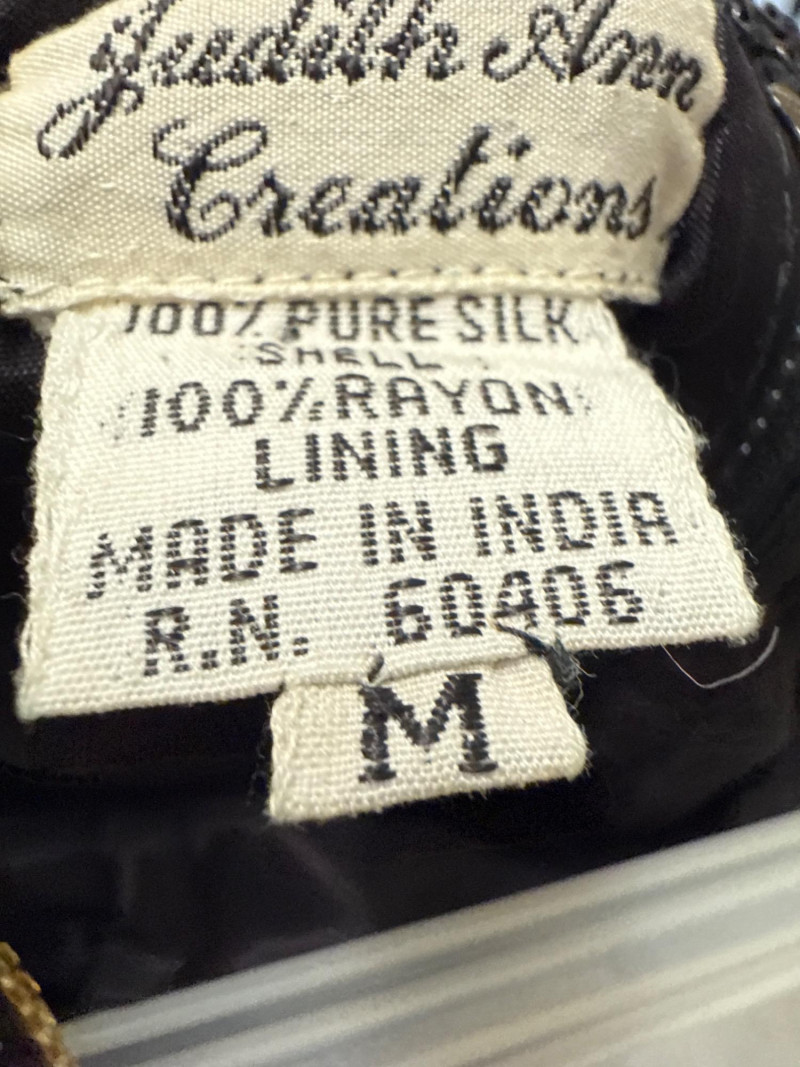 Judith Ann
Creations
100% PURE SILK
SHELL
100% RAYON
LINING
MADE IN INDIA
R.N. 60406
M